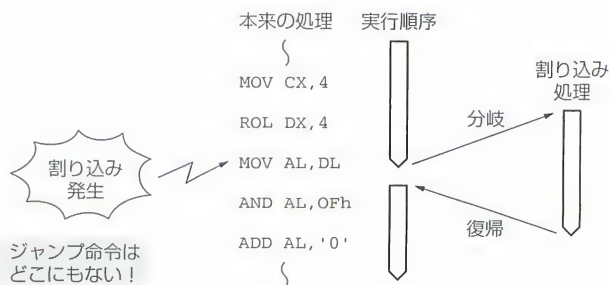 本来の処理
実行順序
割り込み
処理
MOV CX,4
ROL DX,4
MOV AL,DL
AND AL,0Fh
ADD AL,'0'
割り込み
発生
分岐
復帰
ジャンプ命令は
どこにもない！